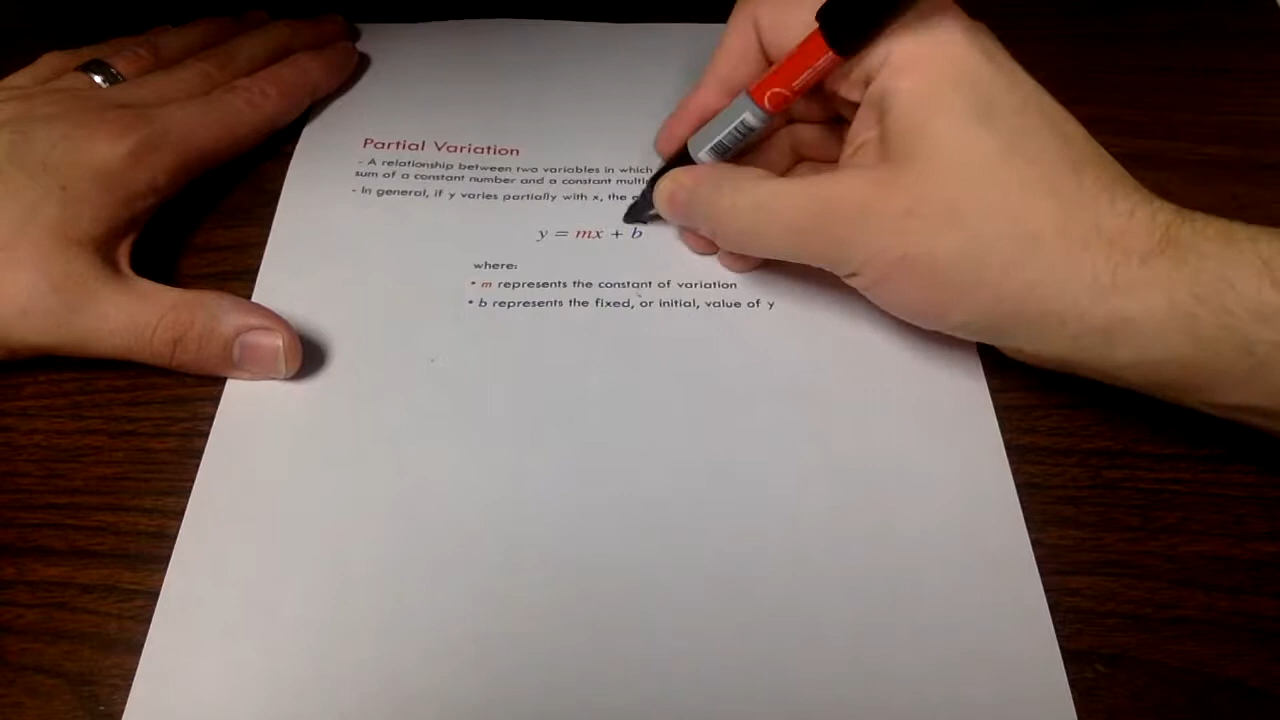 Partial Variation
- A relationship between two variables in which
sum of a constant number and a constant
- In general, if y varies partially with x, the
y = mx + b
where:
• m represents the constant of variation
• b represents the fixed, or initial, value of y